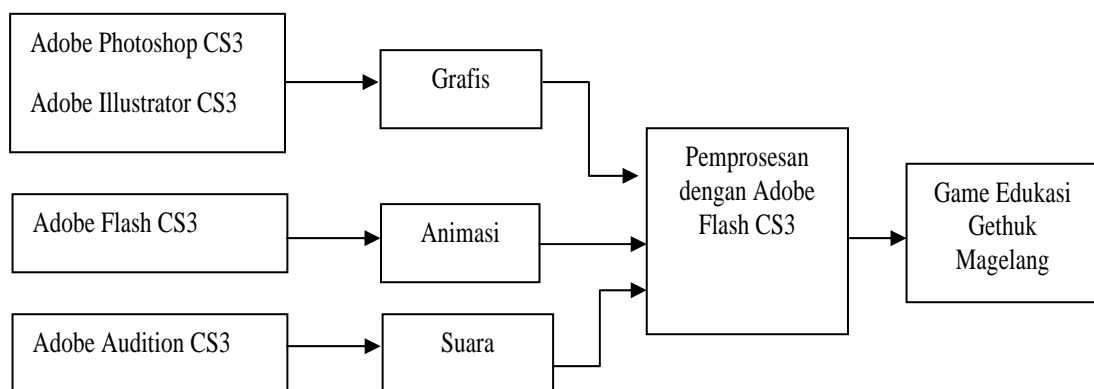 Adobe Photoshop CS3
Adobe Illustrator CS3
Grafis
Adobe Flash CS3
Animasi
Adobe Audition CS3
Suara
Pemprosesan
dengan Adobe
Flash CS3
Game Edukasi
Gethuk
Magelang